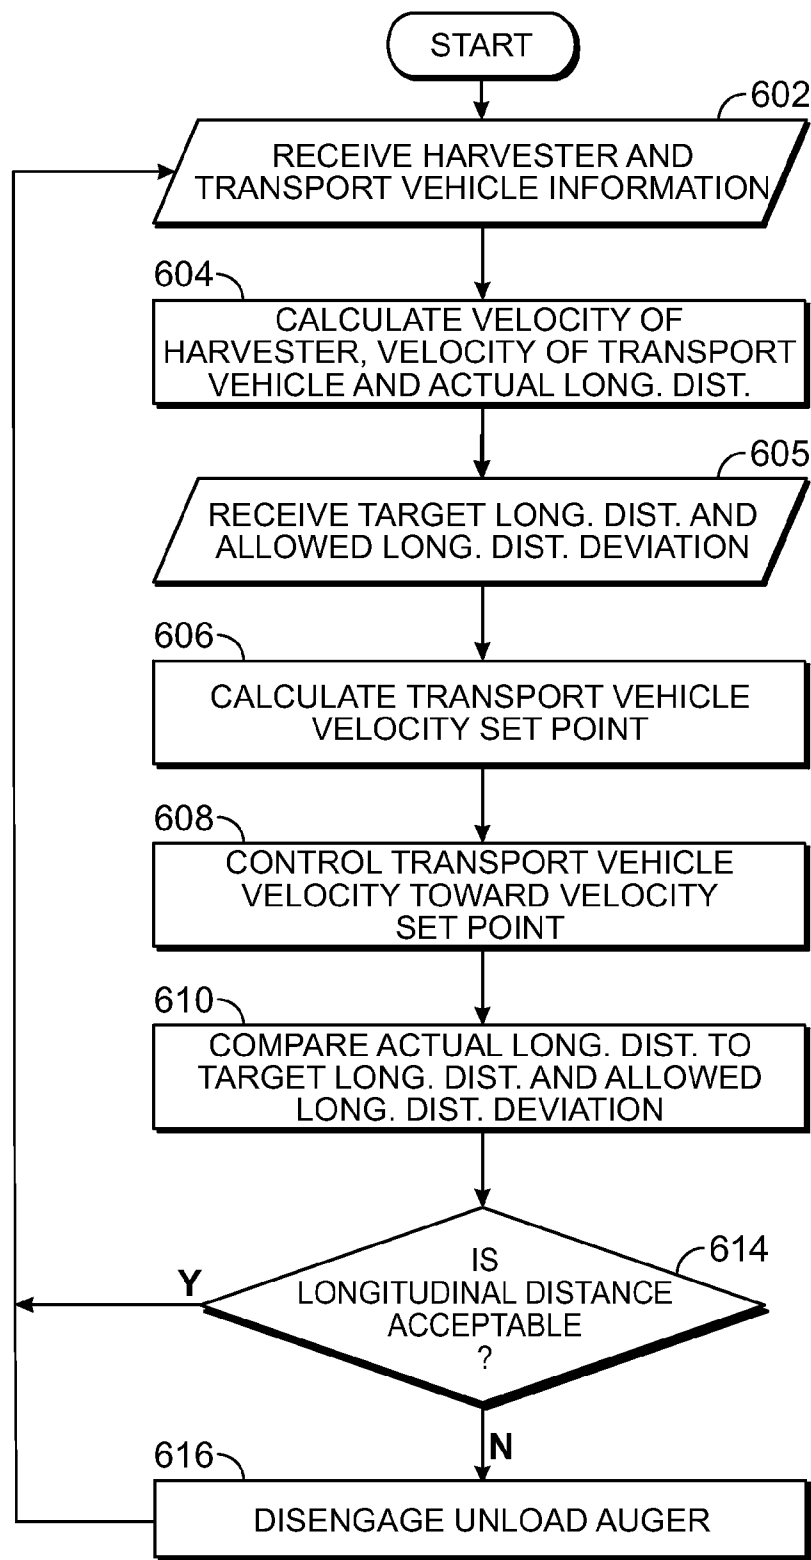 START
602
RECEIVE HARVESTER AND
TRANSPORT VEHICLE INFORMATION
604
CALCULATE VELOCITY OF
HARVESTER, VELOCITY OF TRANSPORT
VEHICLE AND ACTUAL LONG. DIST.
605
RECEIVE TARGET LONG. DIST. AND
ALLOWED LONG. DIST. DEVIATION
606
CALCULATE TRANSPORT VEHICLE
VELOCITY SET POINT
608
CONTROL TRANSPORT VEHICLE
VELOCITY TOWARD VELOCITY
SET POINT
610
COMPARE ACTUAL LONG. DIST. TO
TARGET LONG. DIST. AND ALLOWED
LONG. DIST. DEVIATION
614
IS
LONGITUDINAL DISTANCE
ACCEPTABLE
?
Y
N
616
DISENGAGE UNLOAD AUGER